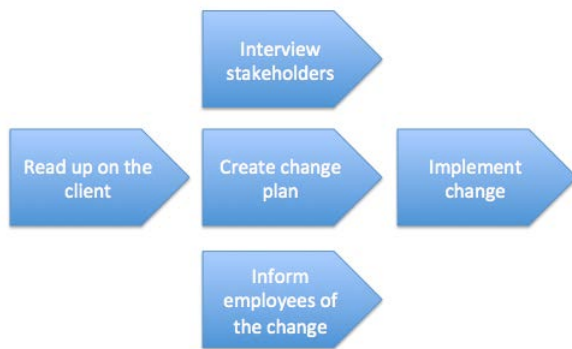 Interview
stakeholders
Read up on the
client
Create change
plan
Implement
change
Inform
employees of
the change